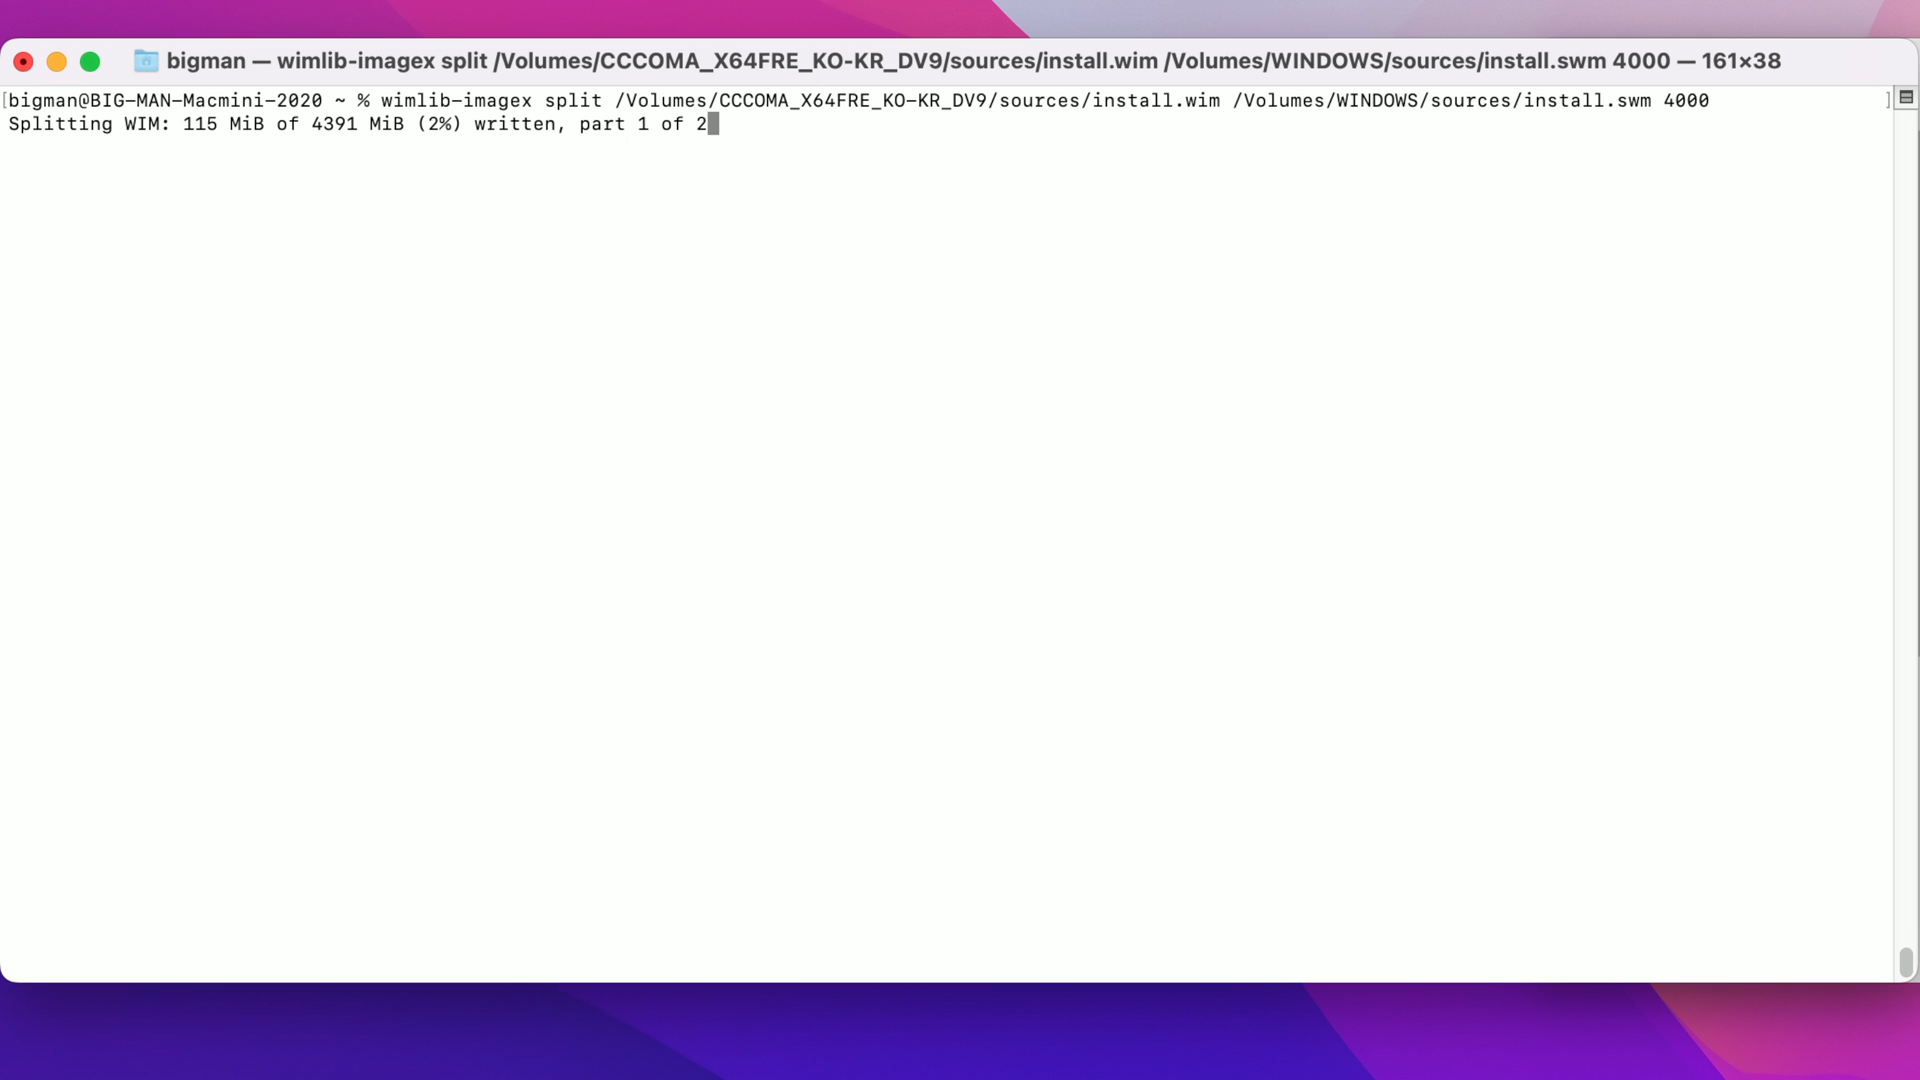 bigman — wimlib-imagex split /Volumes/CCCOMA_X64FRE_KO-KR_DV9/sources/install.wim /Volumes/WINDOWS/sources/install.swm 4000 — 161×38
[bigman@BIG-MAN-Macmini-2020 ~ % wimlib-imagex split /Volumes/CCCOMA_X64FRE_KO-KR_DV9/sources/install.wim /Volumes/WINDOWS/sources/install.swm 4000 ]
Splitting WIM: 115 MiB of 4391 MiB (2%) written, part 1 of 2